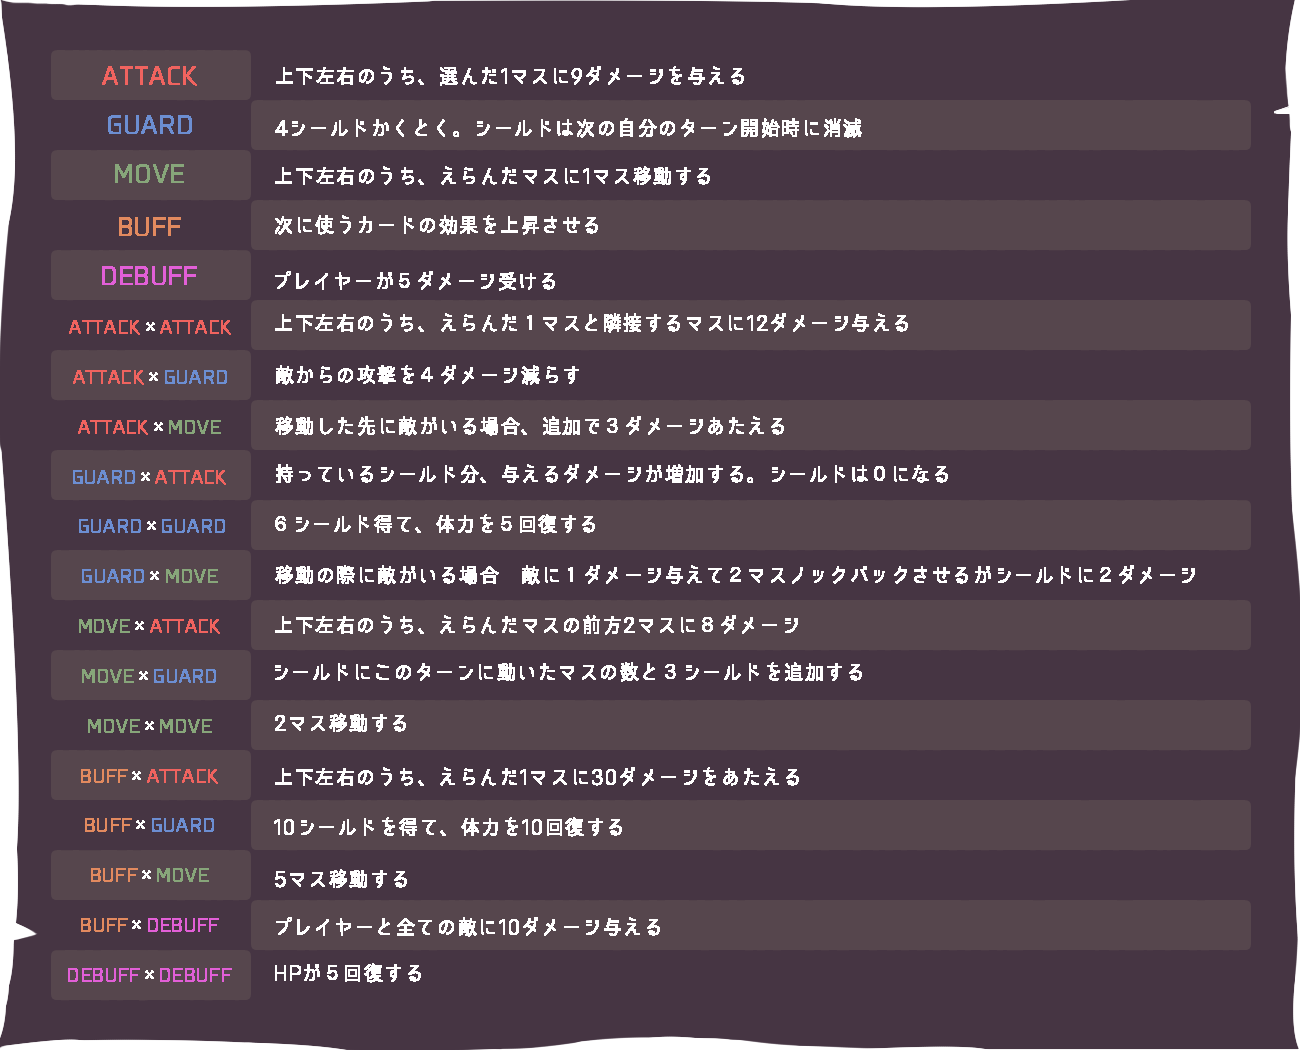 ATTACK 上下左右のうち、選んだ1マスに9ダメージを与える
GUARD 4シールドかくとく。シールドは次の自分のターン開始時に消滅
MOVE 上下左右のうち、えらんだマスに1マス移動する
BUFF 次に使うカードの効果を上昇させる
DEBUFF プレイヤーが5ダメージ受ける
ATTACK×ATTACK 上下左右のうち、えらんだ1マスと隣接するマスに12ダメージ与える
ATTACK×GUARD 敵からの攻撃を4ダメージ減らす
ATTACK×MOVE 移動した先に敵がいる場合、追加で3ダメージあたえる
GUARD×ATTACK 持っているシールド分、与えるダメージが増加する。シールドは0になる
GUARD×GUARD 6シールド得て、体力を5回復する
GUARD×MOVE 移動の際に敵がいる場合　敵に1ダメージ与えて2マスノックバックさせるがシールドに2ダメージ
MOVE×ATTACK 上下左右のうち、えらんだマスの前方2マスに8ダメージ
MOVE×GUARD シールドにこのターンに動いたマスの数と3シールドを追加する
MOVE×MOVE 2マス移動する
BUFF×ATTACK 上下左右のうち、えらんだ1マスに30ダメージをあたえる
BUFF×GUARD 10シールドを得て、体力を10回復する
BUFF×MOVE 5マス移動する
BUFF×DEBUFF プレイヤーと全ての敵に10ダメージ与える
DEBUFF×DEBUFF HPが5回復する